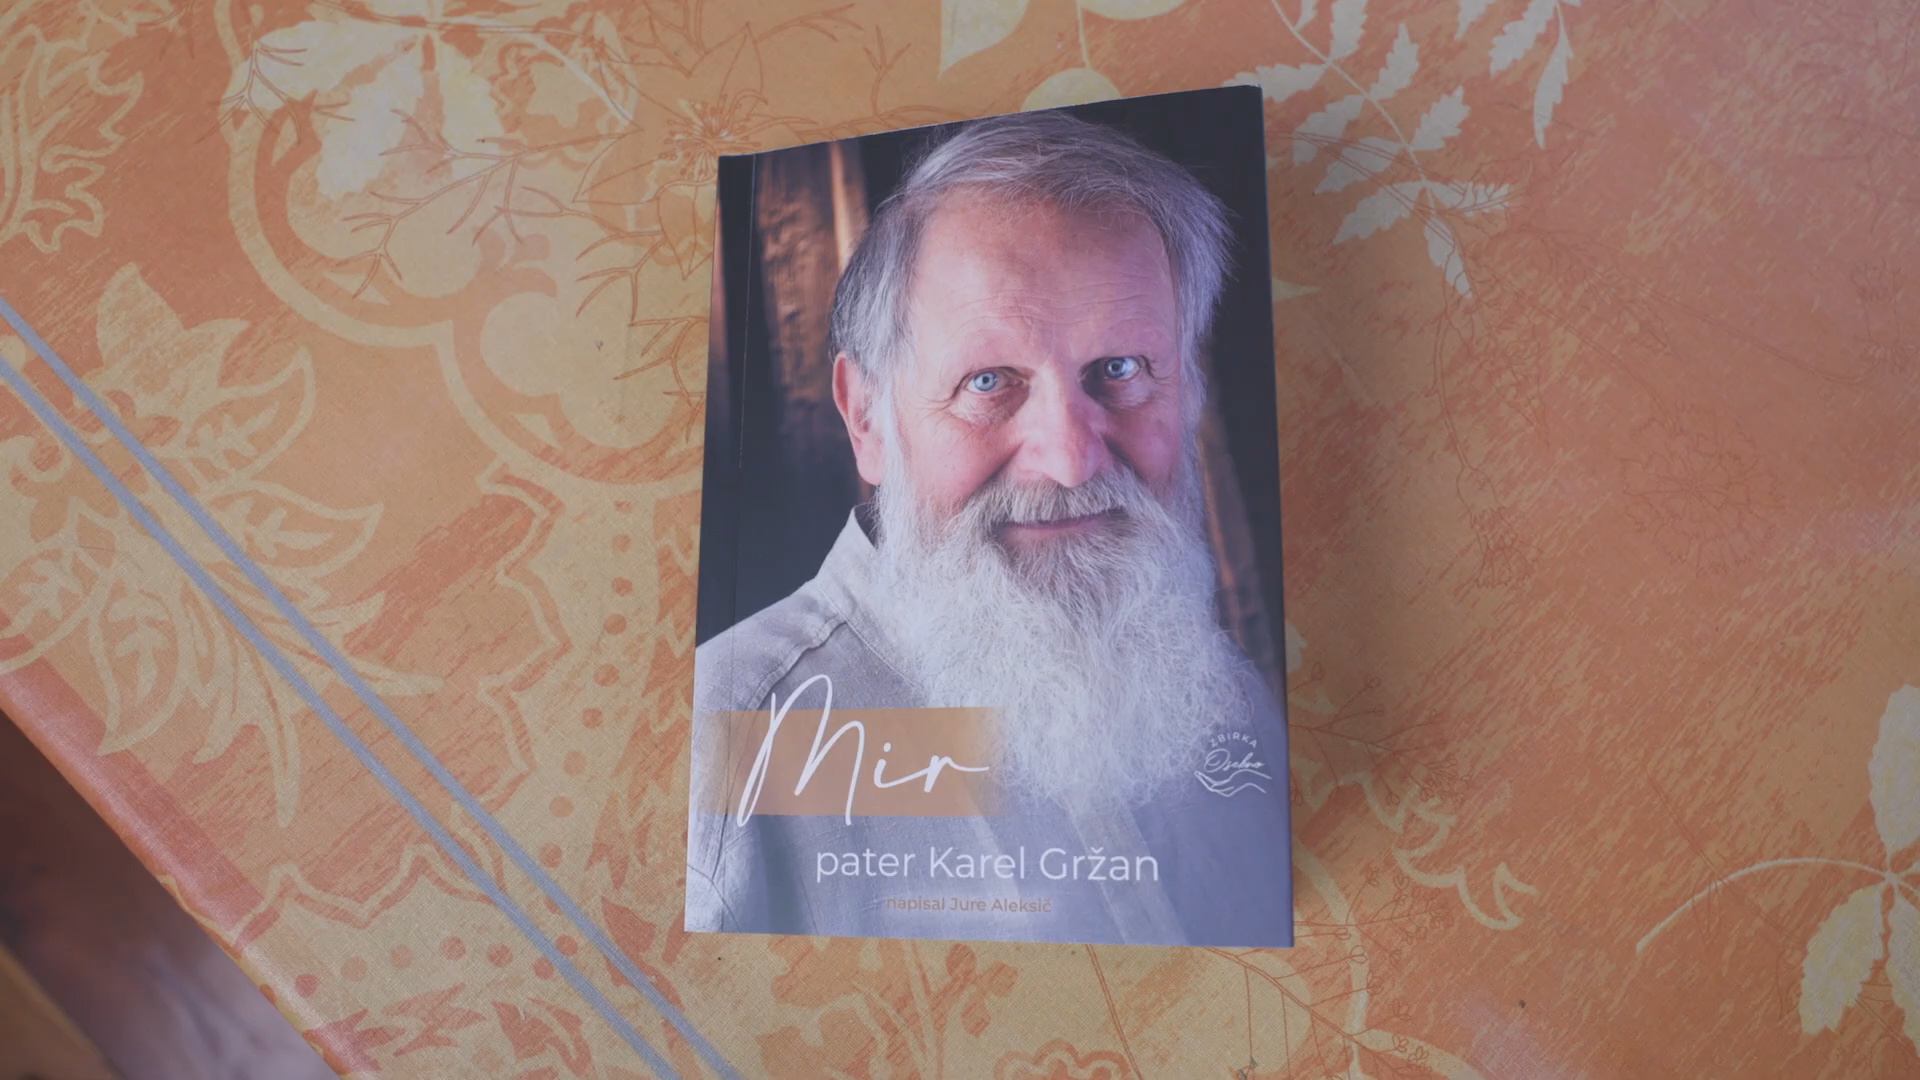 Mir
pater Karel Gržan
napisal Jure Aleksič
ZBIRKA
Osebno